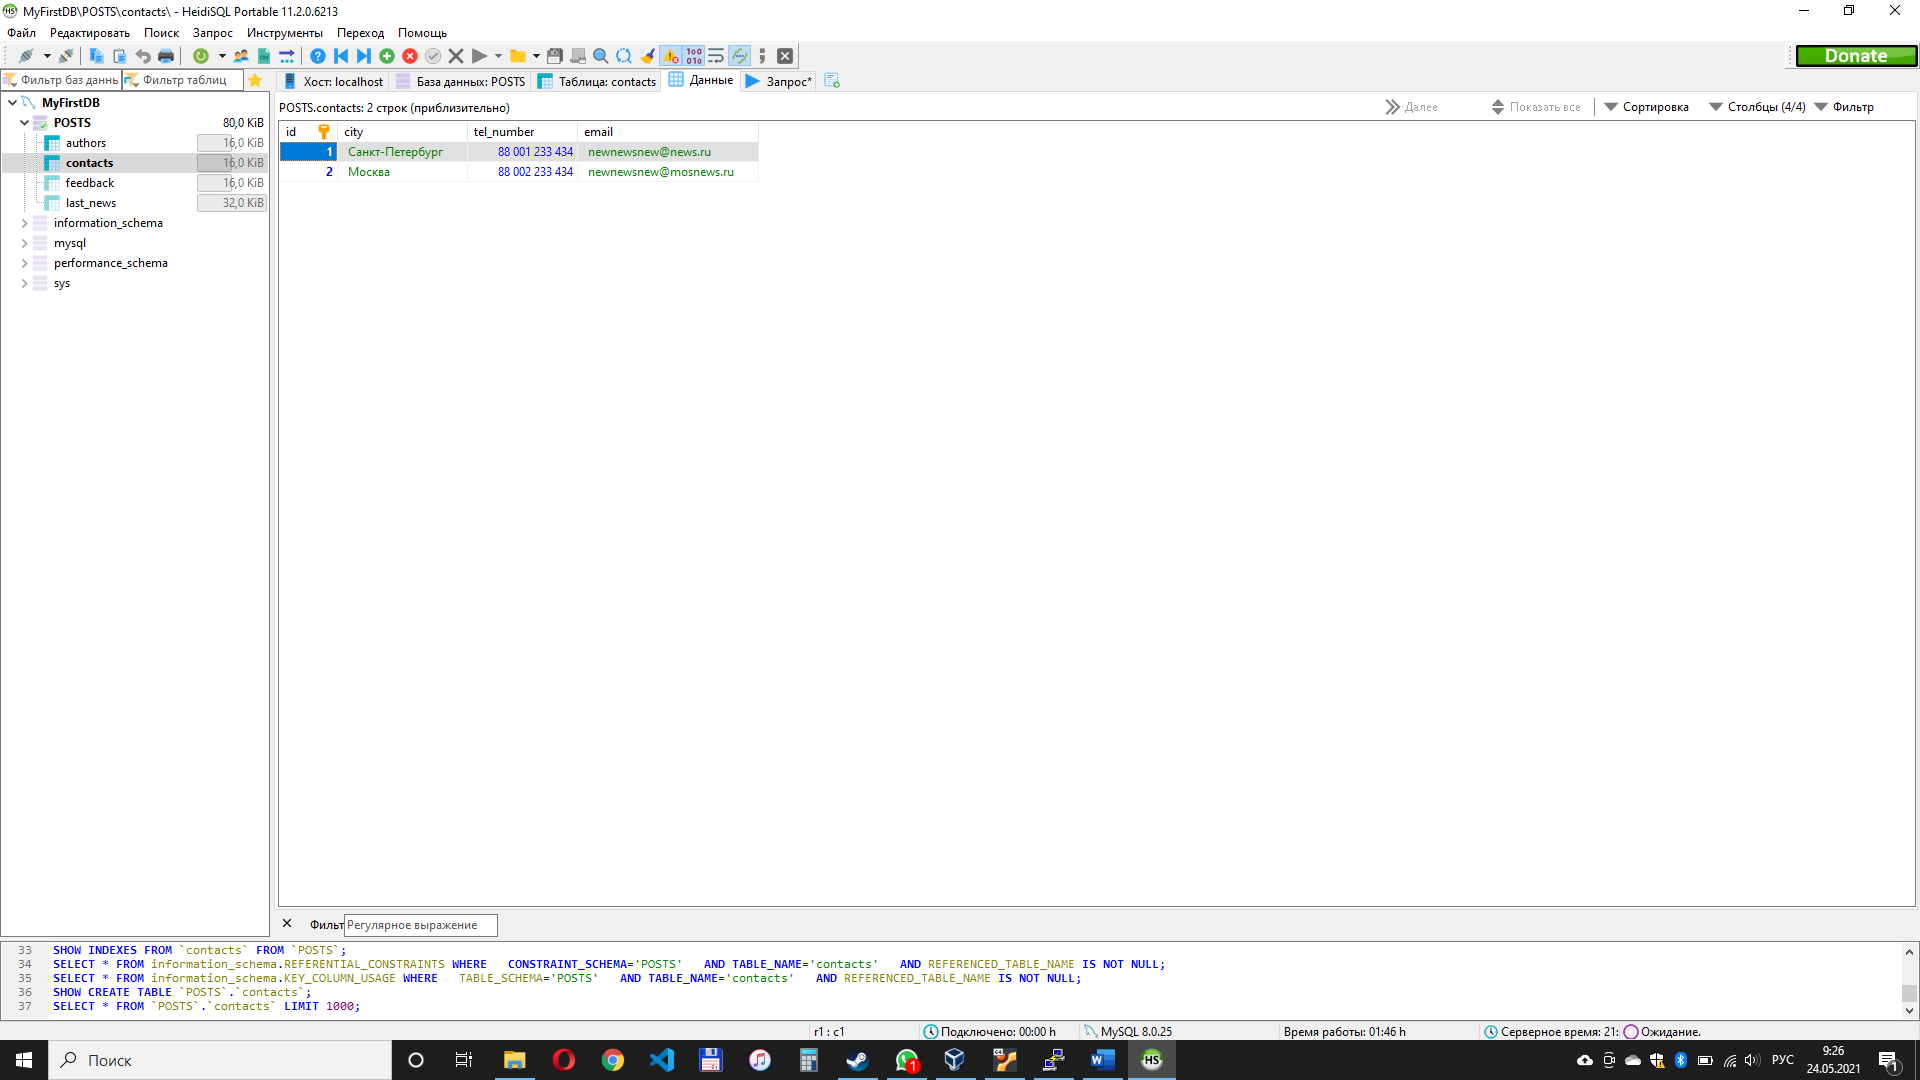 MyFirstDB\POSTS\contacts\ - HeidiSQL Portable 11.2.0.6213
Файл Редактировать Поиск Запрос Инструменты Переход Помощь
Donate
Фильтр баз даннь Фильтр таблиц
Хост: localhost База данных: POSTS Таблица: contacts Данные Запрос*
MyFirstDB
POSTS 80,0 KiB
authors 16,0 KiB
contacts 16,0 KiB
feedback 16,0 KiB
last_news 32,0 KiB
information_schema
mysql
performance_schema
sys
POSTS.contacts: 2 строк (приблизительно) Далее Показать все Сортировка Столбцы (4/4) Фильтр
id city tel_number email
1 Санкт-Петербург 88 001 233 434 newnewsnew@news.ru
2 Москва 88 002 233 434 newnewsnew@mosnews.ru
Фильт Регулярное выражение
33 SHOW INDEXES FROM `contacts` FROM `POSTS`;
34 SELECT * FROM information_schema.REFERENTIAL_CONSTRAINTS WHERE CONSTRAINT_SCHEMA='POSTS' AND TABLE_NAME='contacts' AND REFERENCED_TABLE_NAME IS NOT NULL;
35 SELECT * FROM information_schema.KEY_COLUMN_USAGE WHERE TABLE_SCHEMA='POSTS' AND TABLE_NAME='contacts' AND REFERENCED_TABLE_NAME IS NOT NULL;
36 SHOW CREATE TABLE `POSTS`.`contacts`;
37 SELECT * FROM `POSTS`.`contacts` LIMIT 1000;
r1 : c1 Подключено: 00:00 h MySQL 8.0.25 Время работы: 01:46 h Серверное время: 21: Ожидание.
Поиск
1
HS
РУС
9:26
24.05.2021
1